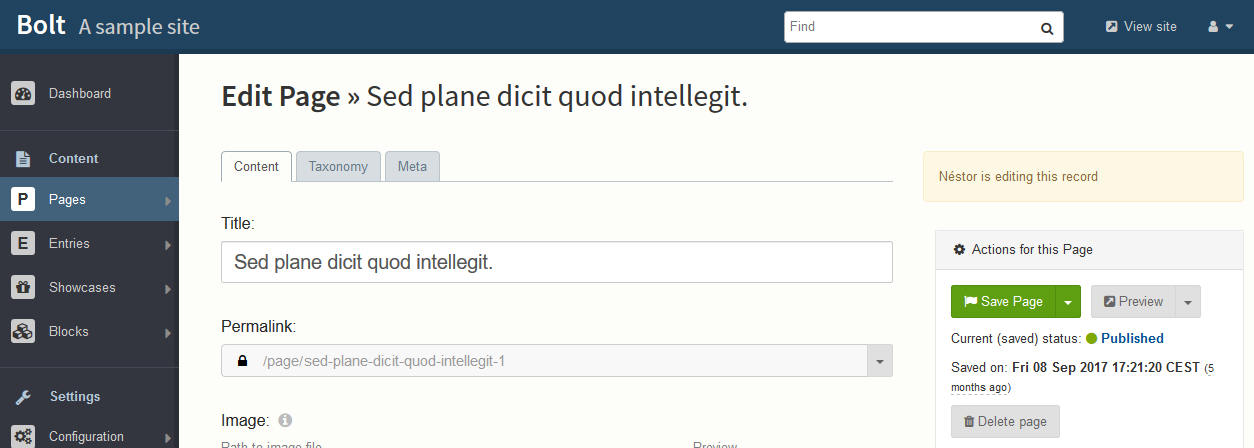 Bolt A sample site
Find
View site
Dashboard
Content
P Pages
E Entries
Showcases
Blocks
Settings
Configuration
Edit Page » Sed plane dicit quod intellegit.
Content Taxonomy Meta
Title:
Sed plane dicit quod intellegit.
Permalink:
/page/sed-plane-dicit-quod-intellegit-1
Image:
Path to image file Preview
Néstor is editing this record
Actions for this Page
Save Page Preview
Current (saved) status: Published
Saved on: Fri 08 Sep 2017 17:21:20 CEST (5
months ago)
Delete page